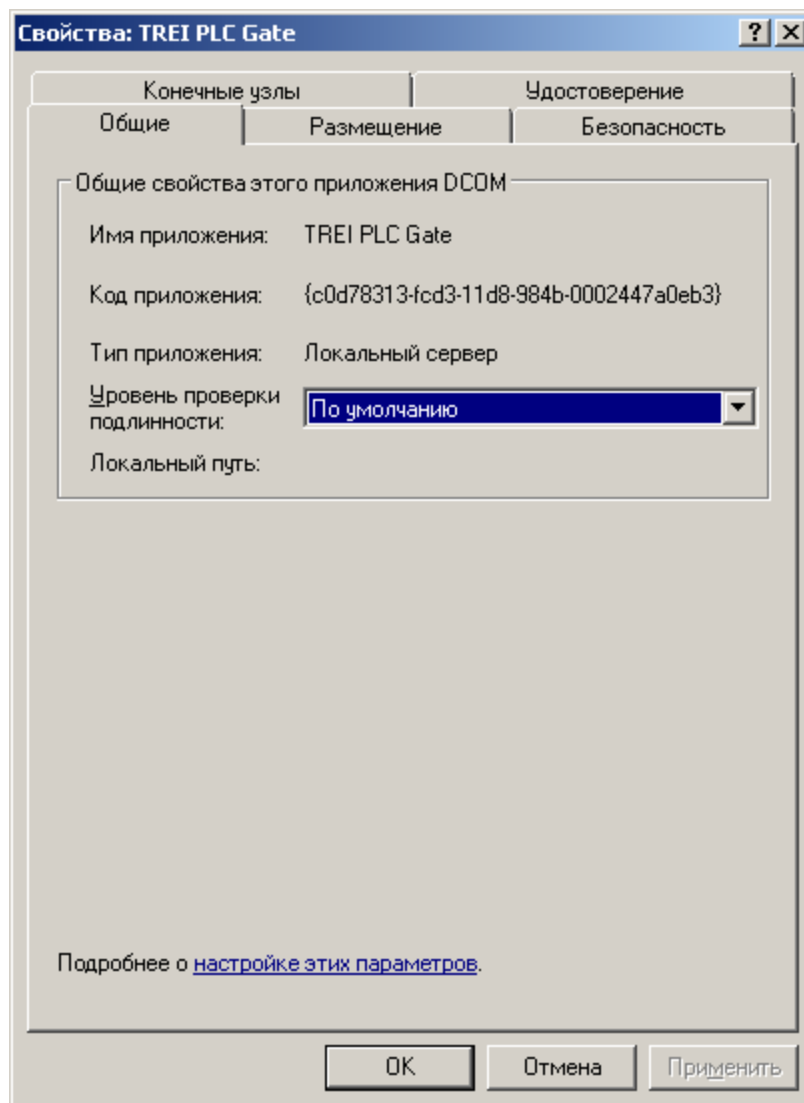 Свойства: TREI PLC Gate
Конечные узлы Удостоверение
Общие Размещение Безопасность
Общие свойства этого приложения DCOM
Имя приложения: TREI PLC Gate
Код приложения: {c0d78313-fcd3-11d8-984b-0002447a0eb3}
Тип приложения: Локальный сервер
Уровень проверки
подлинности: По умолчанию
Локальный путь:
Подробнее о настройке этих параметров.
OK Отмена Применить